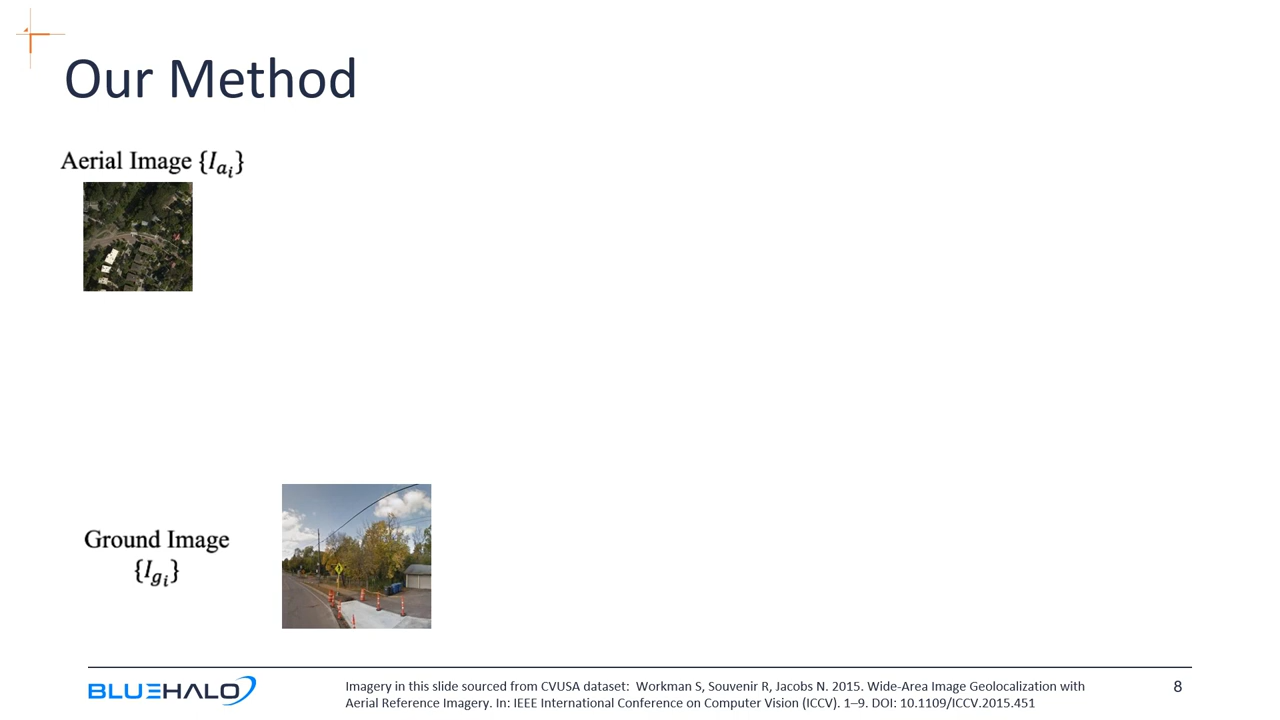 Our Method
Aerial Image {I_{a_i}}
Ground Image
{I_{g_i}}
BLUEHALO
Imagery in this slide sourced from CVUSA dataset: Workman S, Souvenir R, Jacobs N. 2015. Wide-Area Image Geolocalization with
Aerial Reference Imagery. In: IEEE International Conference on Computer Vision (ICCV). 1–9. DOI: 10.1109/ICCV.2015.451
8